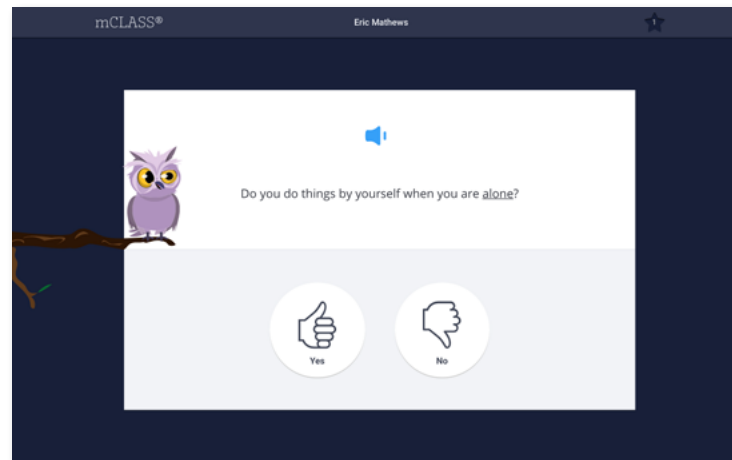 mCLASS®
Eric Mathews
1
Do you do things by yourself when you are alone?
Yes
No